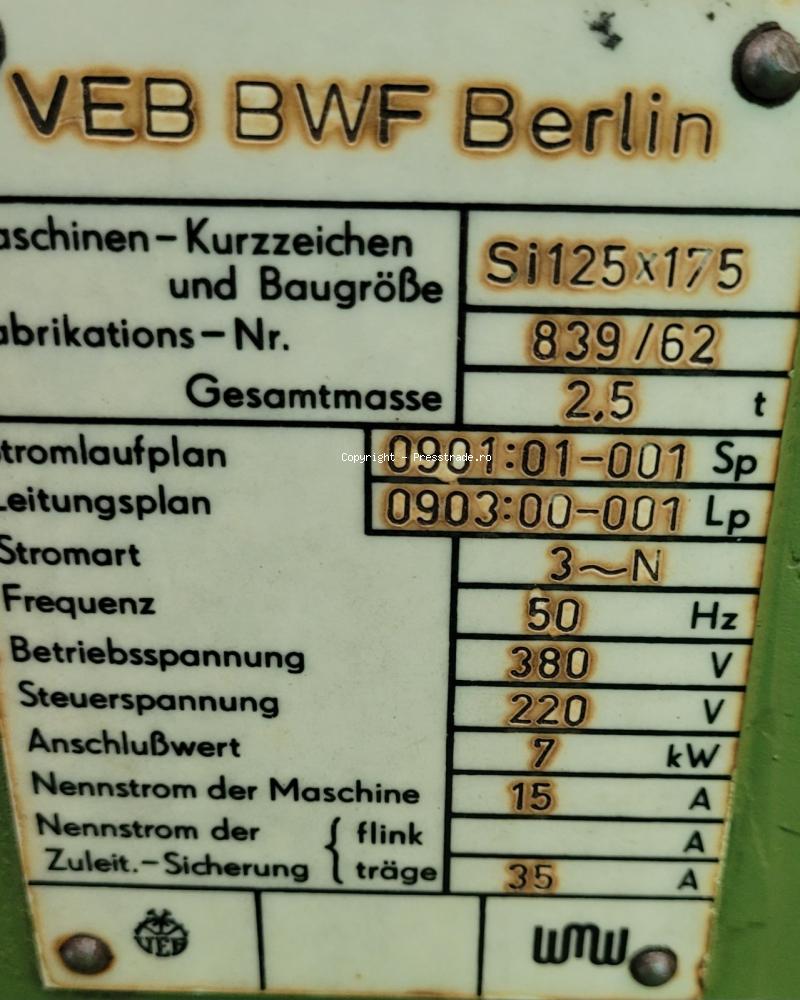 VEB BWF Berlin
aschinen-Kurzzeichen
und Baugröße Si125x175
abrikations-Nr. 839/62
Gesamtmasse 2,5 t
tromlaufplan 0901:01-001 Sp
Leitungsplan 0903:00-001 Lp
Stromart 3~N
Frequenz 50 Hz
Betriebsspannung 380 V
Steuerspannung 220 V
Anschlußwert 7 kW
Nennstrom der Maschine 15 A
Nennstrom der { flink A
Zuleit.-Sicherung träge 35 A
VEB WMW
Copyright - Presstrade.ro